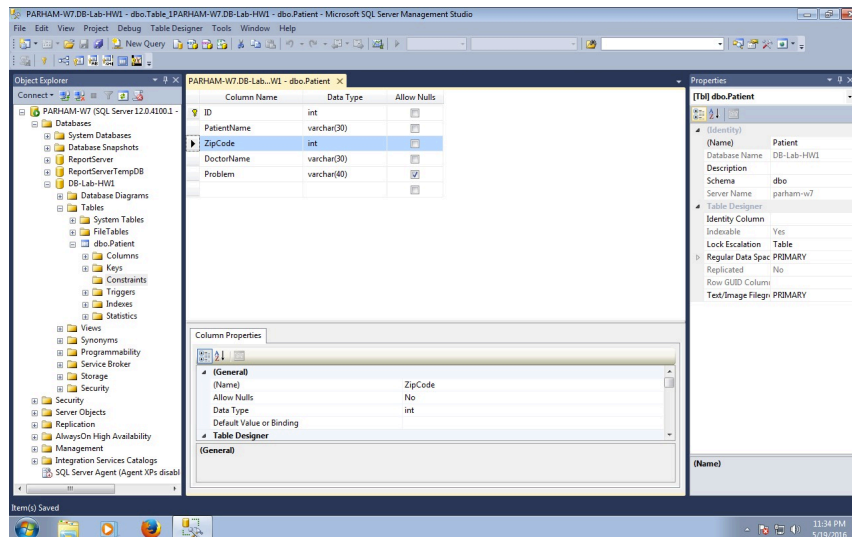 PARHAM-W7.DB-Lab-HW1 - dbo.Table_1PARHAM-W7.DB-Lab-HW1 - dbo.Patient - Microsoft SQL Server Management Studio
File Edit View Project Debug Table Designer Tools Window Help
New Query
Object Explorer
Connect
PARHAM-W7 (SQL Server 12.0.4100.1 -
Databases
System Databases
Database Snapshots
ReportServer
ReportServerTempDB
DB-Lab-HW1
Database Diagrams
Tables
System Tables
FileTables
dbo.Patient
Columns
Keys
Constraints
Triggers
Indexes
Statistics
Views
Synonyms
Programmability
Service Broker
Storage
Security
Security
Server Objects
Replication
AlwaysOn High Availability
Management
Integration Services Catalogs
SQL Server Agent (Agent XPs disabl
PARHAM-W7.DB-Lab...W1 - dbo.Patient
Column Name Data Type Allow Nulls
ID int
PatientName varchar(30)
ZipCode int
DoctorName varchar(30)
Problem varchar(40)
Column Properties
(General)
(Name) ZipCode
Allow Nulls No
Data Type int
Default Value or Binding
Table Designer
(General)
Properties
[Tbl] dbo.Patient
(Identity)
(Name) Patient
Database Name DB-Lab-HW1
Description
Schema dbo
Server Name parham-w7
Table Designer
Identity Column
Indexable Yes
Lock Escalation Table
Regular Data Spac PRIMARY
Replicated No
Row GUID Colum
Text/Image Filegr PRIMARY
(Name)
Item(s) Saved
11:34 PM
5/19/2016